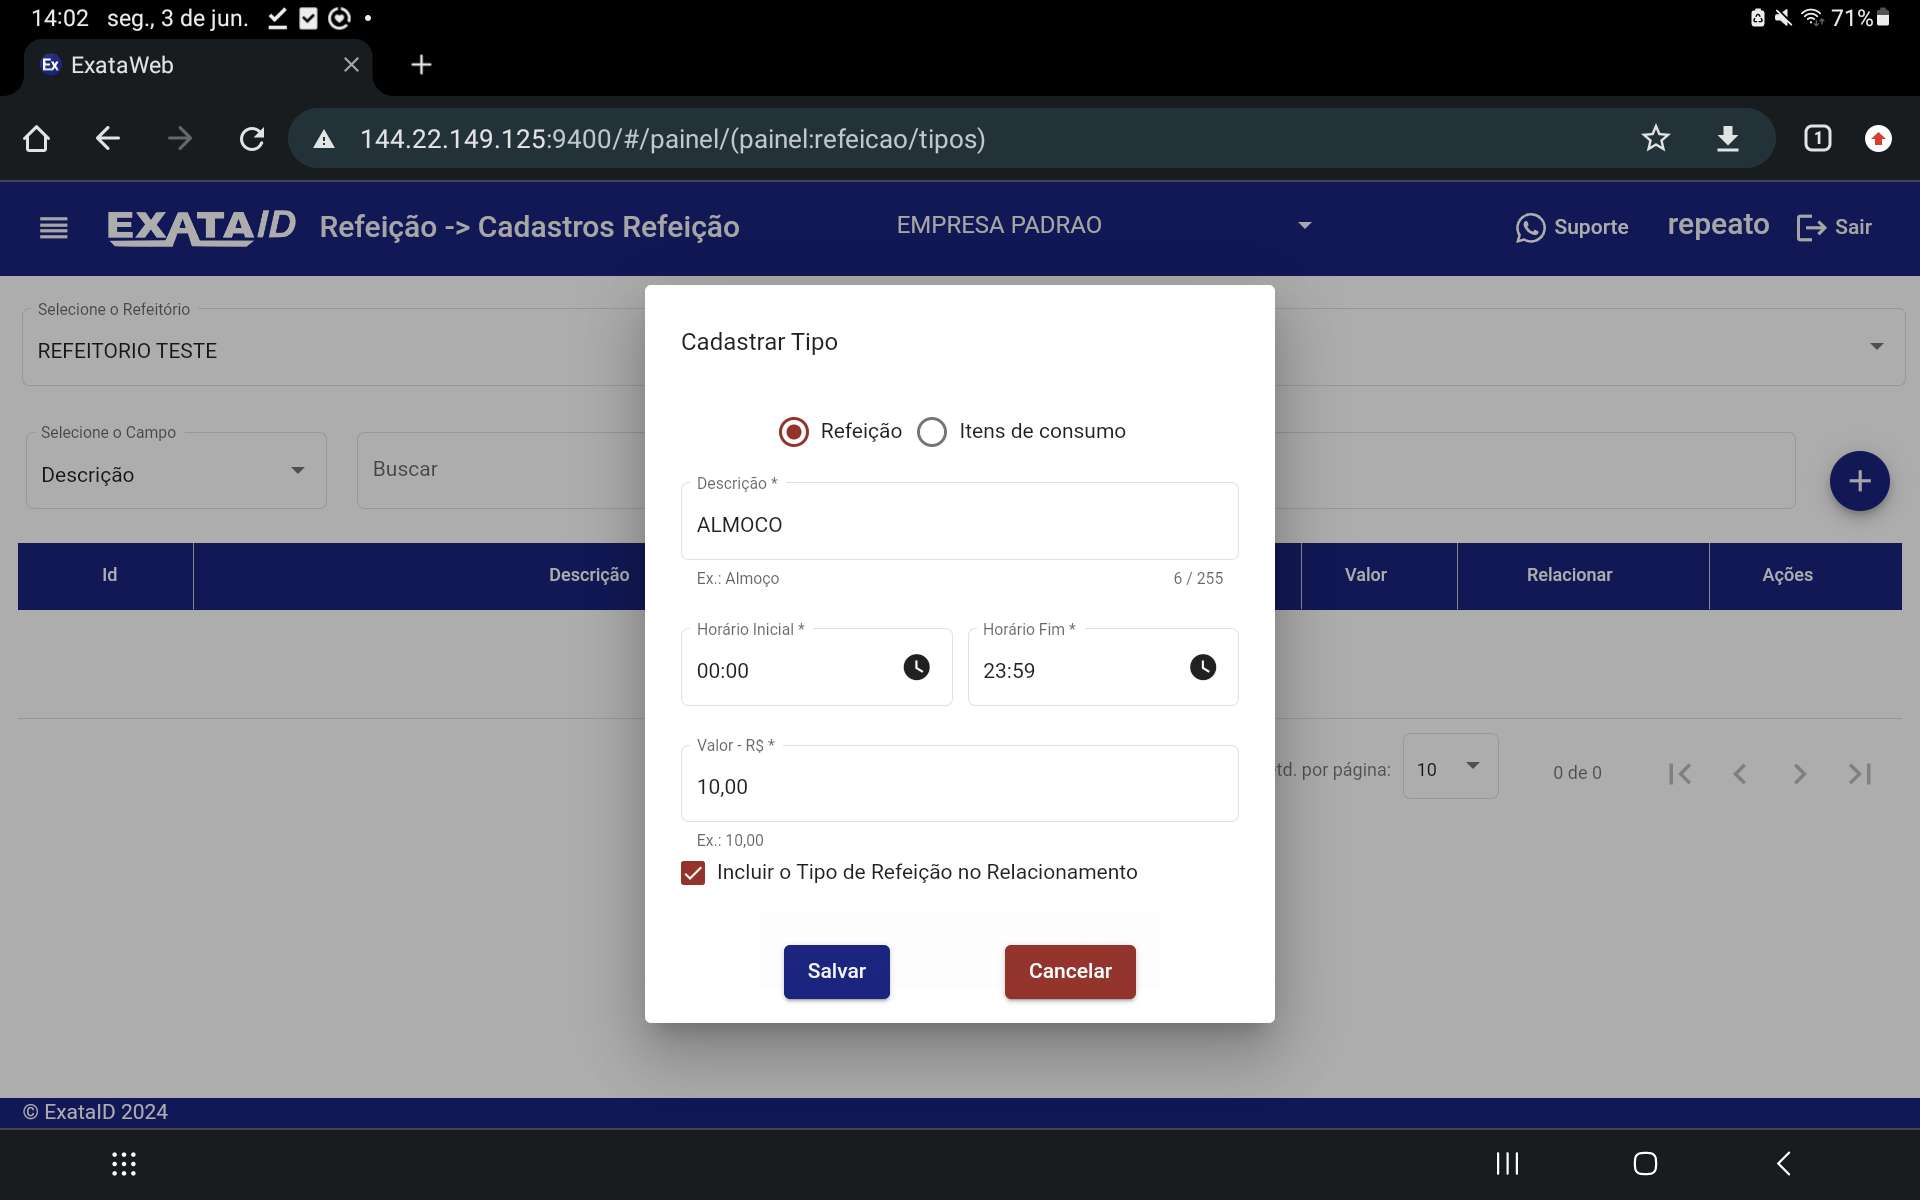 14:02 seg., 3 de jun. 71%
Ex ExataWeb
144.22.149.125:9400/#/painel/(painel:refeicao/tipos) 1
EXATAID Refeição -> Cadastros Refeição EMPRESA PADRAO Suporte repeato Sair
Selecione o Refeitório
REFEITORIO TESTE
Cadastrar Tipo
Refeição Itens de consumo
Selecione o Campo
Descrição
Buscar
Descrição *
ALMOCO
Ex.: Almoço 6 / 255
Id Descrição Valor Relacionar Ações
Horário Inicial * Horário Fim *
00:00 23:59
Valor - R$ *
10,00
Ex.: 10,00
td. por página: 10 0 de 0
Incluir o Tipo de Refeição no Relacionamento
Salvar Cancelar
© ExataID 2024